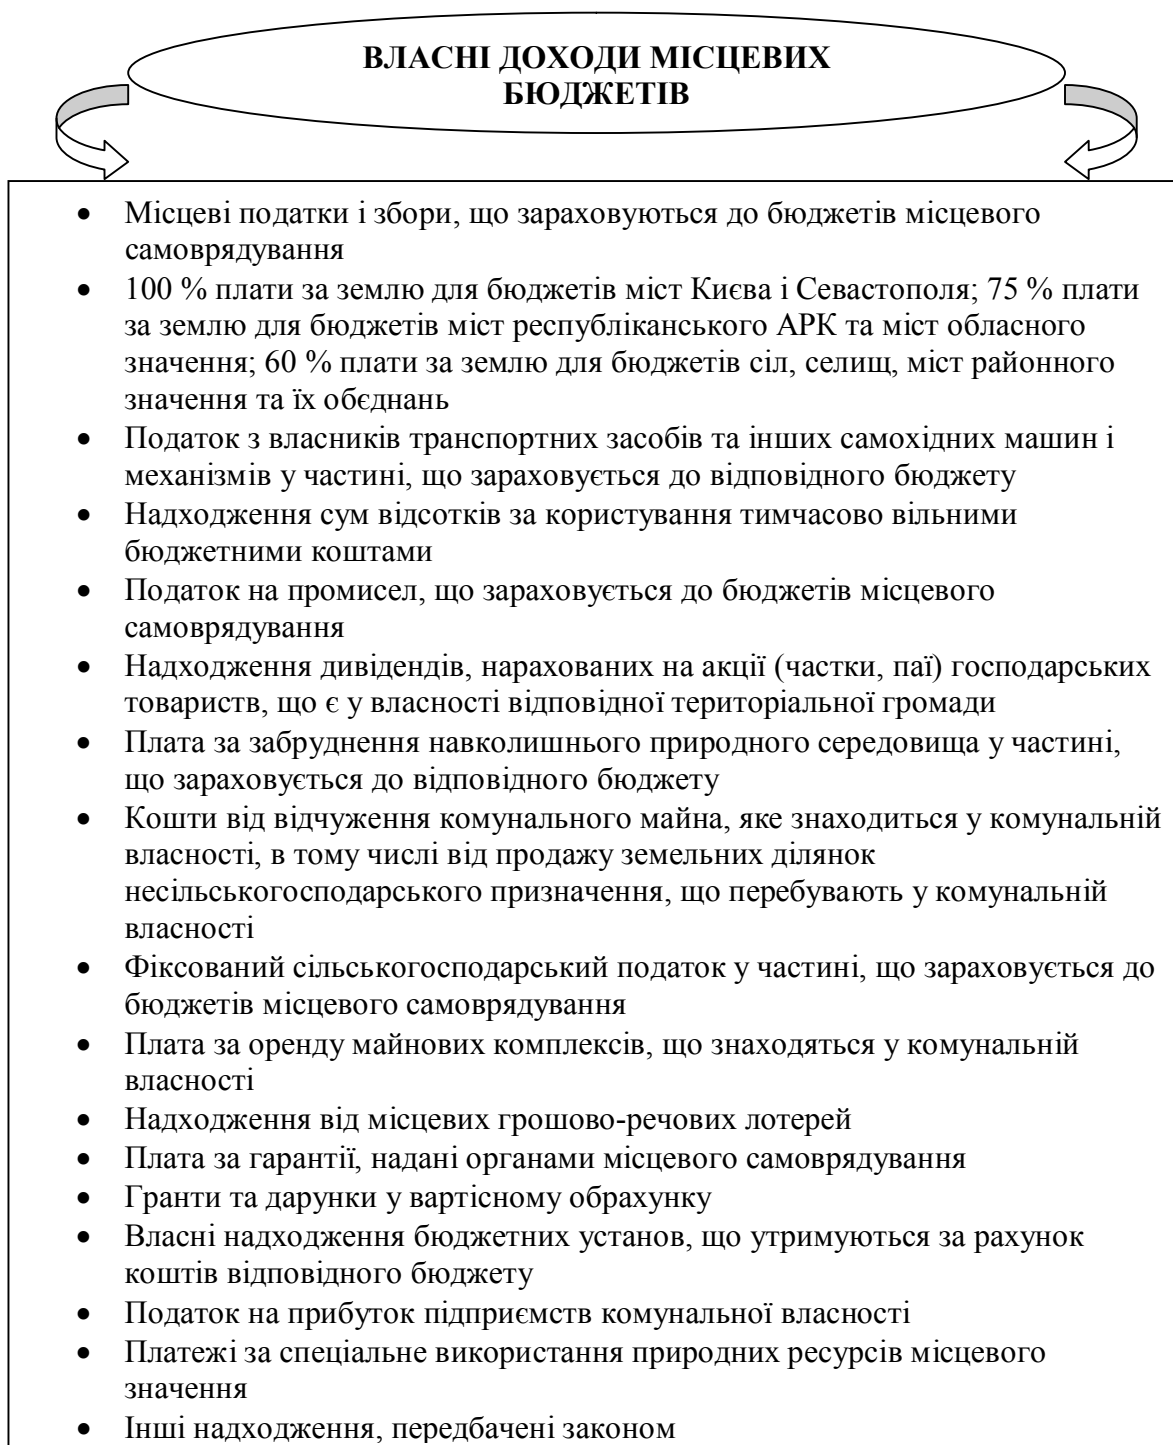 ВЛАСНІ ДОХОДИ МІСЦЕВИХ
БЮДЖЕТІВ
• Місцеві податки і збори, що зараховуються до бюджетів місцевого
самоврядування
• 100 % плати за землю для бюджетів міст Києва і Севастополя; 75 % плати
за землю для бюджетів міст республіканського АРК та міст обласного
значення; 60 % плати за землю для бюджетів сіл, селищ, міст районного
значення та їх обєднань
• Податок з власників транспортних засобів та інших самохідних машин і
механізмів у частині, що зараховується до відповідного бюджету
• Надходження сум відсотків за користування тимчасово вільними
бюджетними коштами
• Податок на промисел, що зараховується до бюджетів місцевого
самоврядування
• Надходження дивідендів, нарахованих на акції (частки, паї) господарських
товариств, що є у власності відповідної територіальної громади
• Плата за забруднення навколишнього природного середовища у частині,
що зараховується до відповідного бюджету
• Кошти від відчуження комунального майна, яке знаходиться у комунальній
власності, в тому числі від продажу земельних ділянок
несільськогосподарського призначення, що перебувають у комунальній
власності
• Фіксований сільськогосподарський податок у частині, що зараховується до
бюджетів місцевого самоврядування
• Плата за оренду майнових комплексів, що знаходяться у комунальній
власності
• Надходження від місцевих грошово-речових лотерей
• Плата за гарантії, надані органами місцевого самоврядування
• Гранти та дарунки у вартісному обрахунку
• Власні надходження бюджетних установ, що утримуються за рахунок
коштів відповідного бюджету
• Податок на прибуток підприємств комунальної власності
• Платежі за спеціальне використання природних ресурсів місцевого
значення
• Інші надходження, передбачені законом